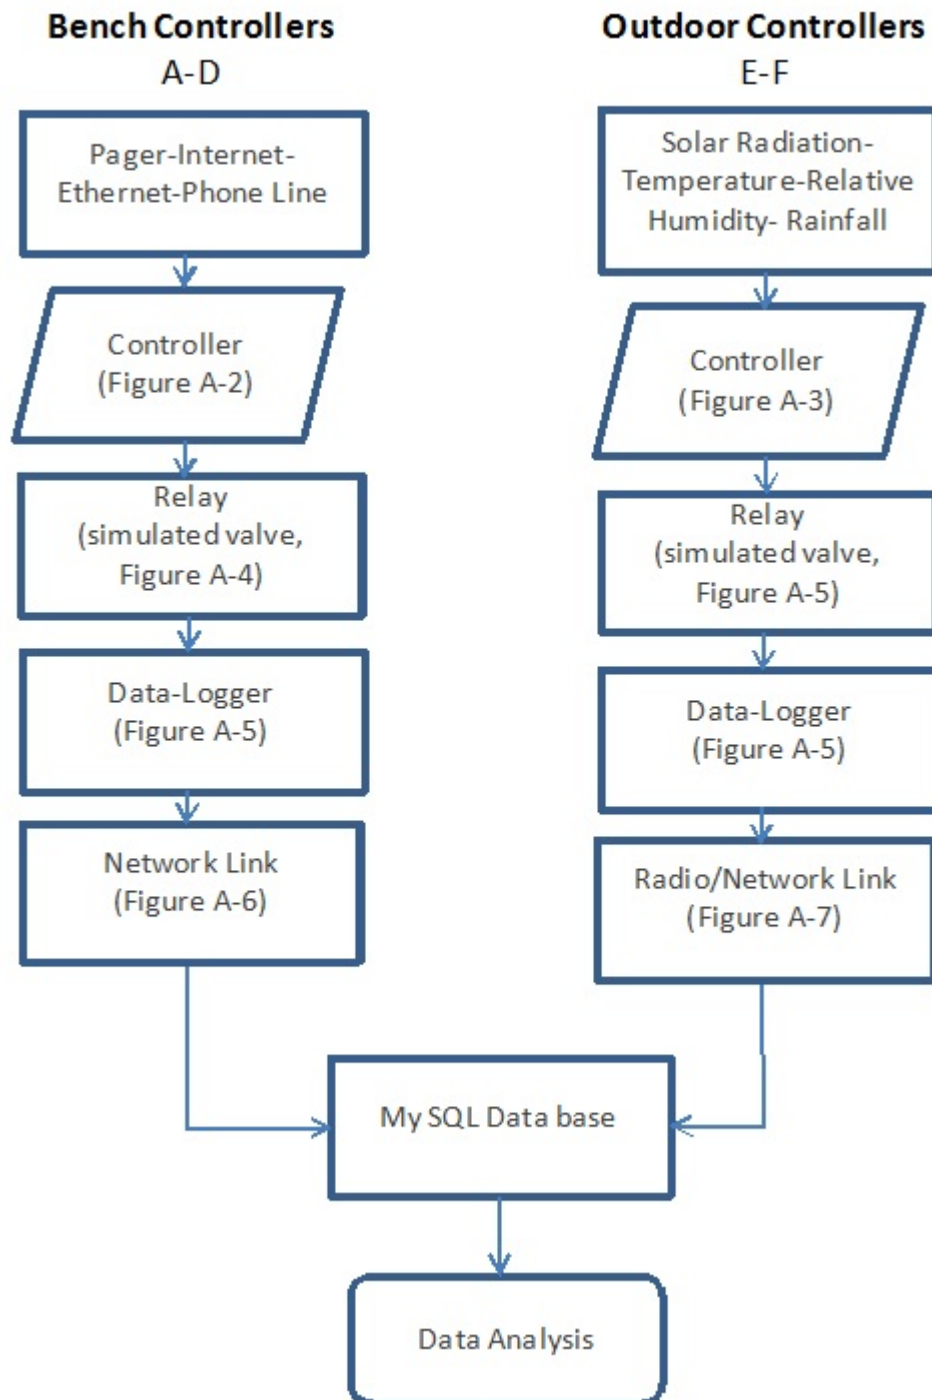 Bench Controllers
A-D
Pager-Internet-
Ethernet-Phone Line
Controller
(Figure A-2)
Relay
(simulated valve,
Figure A-4)
Data-Logger
(Figure A-5)
Network Link
(Figure A-6)
Outdoor Controllers
E-F
Solar Radiation-
Temperature-Relative
Humidity- Rainfall
Controller
(Figure A-3)
Relay
(simulated valve,
Figure A-5)
Data-Logger
(Figure A-5)
Radio/Network Link
(Figure A-7)
My SQL Data base
Data Analysis